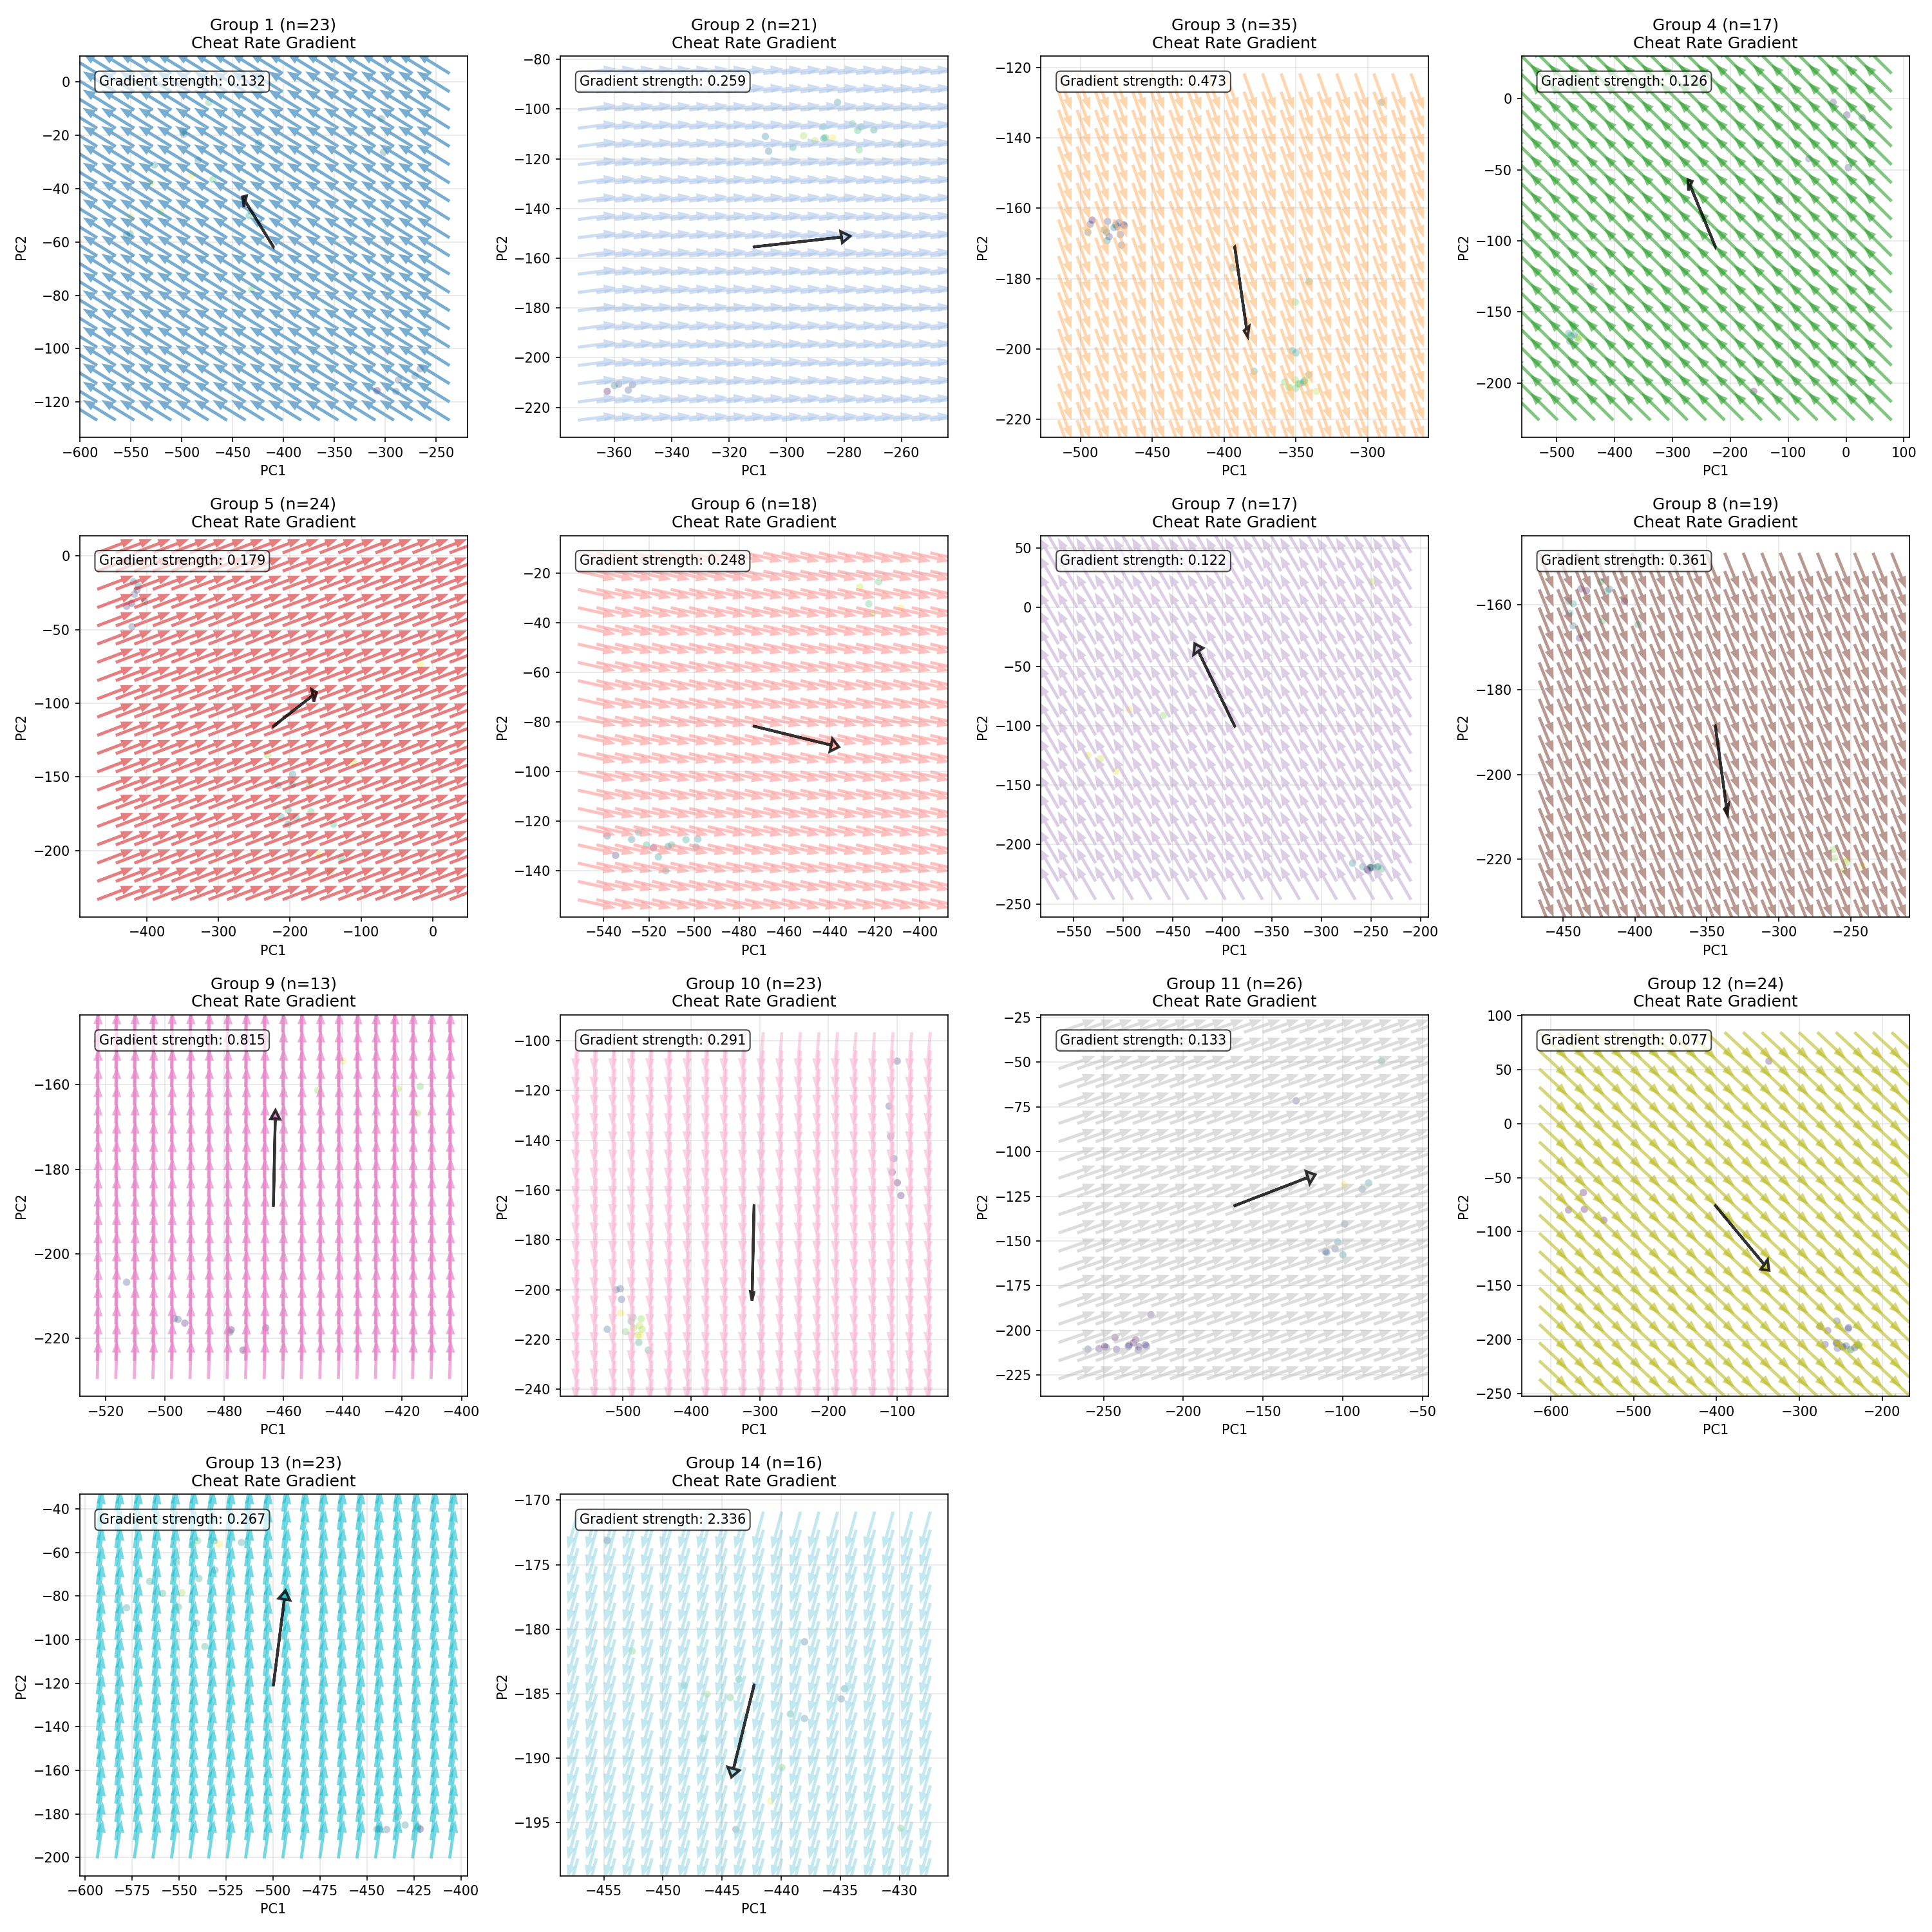 Group 1 (n=23)
Cheat Rate Gradient
Gradient strength: 0.132
0
−20
−40
−60
−80
−100
−120
PC2
−600 −550 −500 −450 −400 −350 −300 −250
PC1
Group 2 (n=21)
Cheat Rate Gradient
Gradient strength: 0.259
−80
−100
−120
−140
−160
−180
−200
−220
PC2
−360 −340 −320 −300 −280 −260
PC1
Group 3 (n=35)
Cheat Rate Gradient
Gradient strength: 0.473
−120
−140
−160
−180
−200
−220
PC2
−500 −450 −400 −350 −300
PC1
Group 4 (n=17)
Cheat Rate Gradient
Gradient strength: 0.126
0
−50
−100
−150
−200
PC2
−500 −400 −300 −200 −100 0 100
PC1
Group 5 (n=24)
Cheat Rate Gradient
Gradient strength: 0.179
0
−50
−100
−150
−200
PC2
−400 −300 −200 −100 0
PC1
Group 6 (n=18)
Cheat Rate Gradient
Gradient strength: 0.248
−20
−40
−60
−80
−100
−120
−140
PC2
−540 −520 −500 −480 −460 −440 −420 −400
PC1
Group 7 (n=17)
Cheat Rate Gradient
Gradient strength: 0.122
50
0
−50
−100
−150
−200
−250
PC2
−550 −500 −450 −400 −350 −300 −250 −200
PC1
Group 8 (n=19)
Cheat Rate Gradient
Gradient strength: 0.361
−160
−180
−200
−220
PC2
−450 −400 −350 −300 −250
PC1
Group 9 (n=13)
Cheat Rate Gradient
Gradient strength: 0.815
−160
−180
−200
−220
PC2
−520 −500 −480 −460 −440 −420 −400
PC1
Group 10 (n=23)
Cheat Rate Gradient
Gradient strength: 0.291
−100
−120
−140
−160
−180
−200
−220
−240
PC2
−500 −400 −300 −200 −100
PC1
Group 11 (n=26)
Cheat Rate Gradient
Gradient strength: 0.133
−25
−50
−75
−100
−125
−150
−175
−200
−225
PC2
−250 −200 −150 −100 −50
PC1
Group 12 (n=24)
Cheat Rate Gradient
Gradient strength: 0.077
100
50
0
−50
−100
−150
−200
−250
PC2
−600 −500 −400 −300 −200
PC1
Group 13 (n=23)
Cheat Rate Gradient
Gradient strength: 0.267
−40
−60
−80
−100
−120
−140
−160
−180
−200
PC2
−600 −575 −550 −525 −500 −475 −450 −425 −400
PC1
Group 14 (n=16)
Cheat Rate Gradient
Gradient strength: 2.336
−170
−175
−180
−185
−190
−195
PC2
−455 −450 −445 −440 −435 −430
PC1